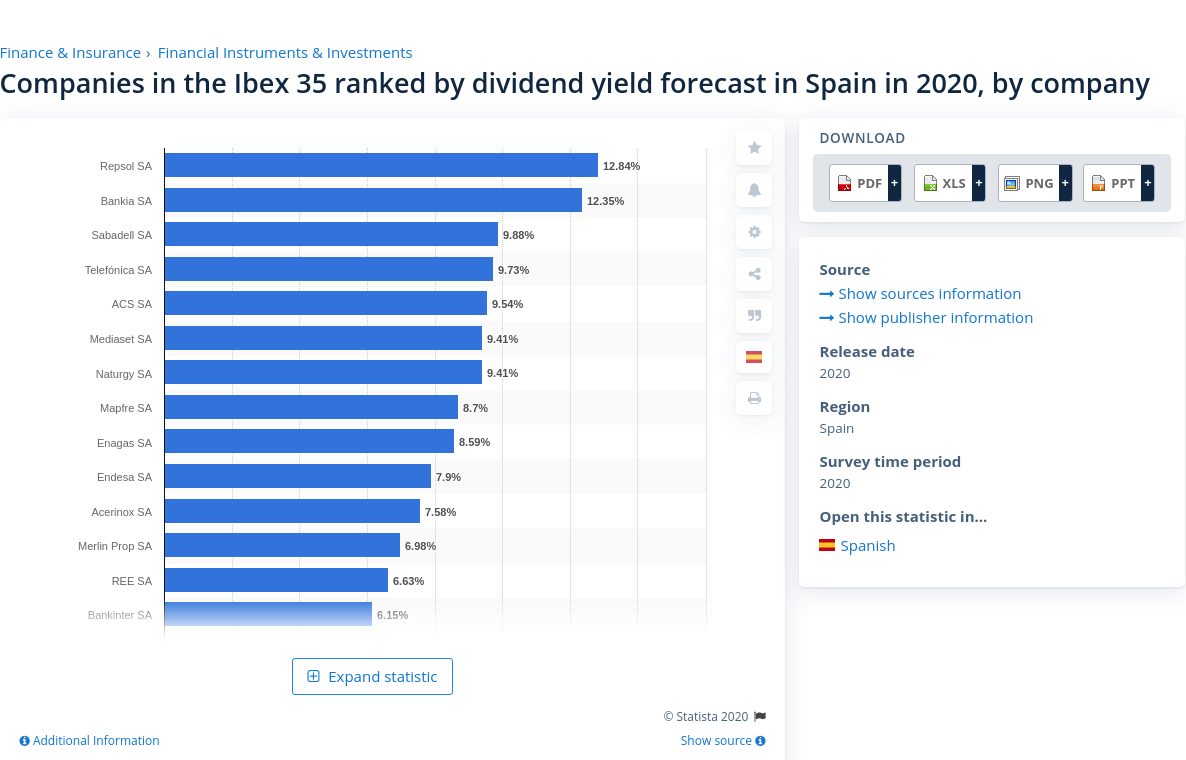 Finance & Insurance › Financial Instruments & Investments
Companies in the Ibex 35 ranked by dividend yield forecast in Spain in 2020, by company
Repsol SA 12.84%
Bankia SA 12.35%
Sabadell SA 9.88%
Telefónica SA 9.73%
ACS SA 9.54%
Mediaset SA 9.41%
Naturgy SA 9.41%
Mapfre SA 8.7%
Enagas SA 8.59%
Endesa SA 7.9%
Acerinox SA 7.58%
Merlin Prop SA 6.98%
REE SA 6.63%
Bankinter SA 6.15%
Expand statistic
© Statista 2020
Additional Information
Show source
DOWNLOAD
PDF + XLS + PNG + PPT +
Source
Show sources information
Show publisher information
Release date
2020
Region
Spain
Survey time period
2020
Open this statistic in...
Spanish